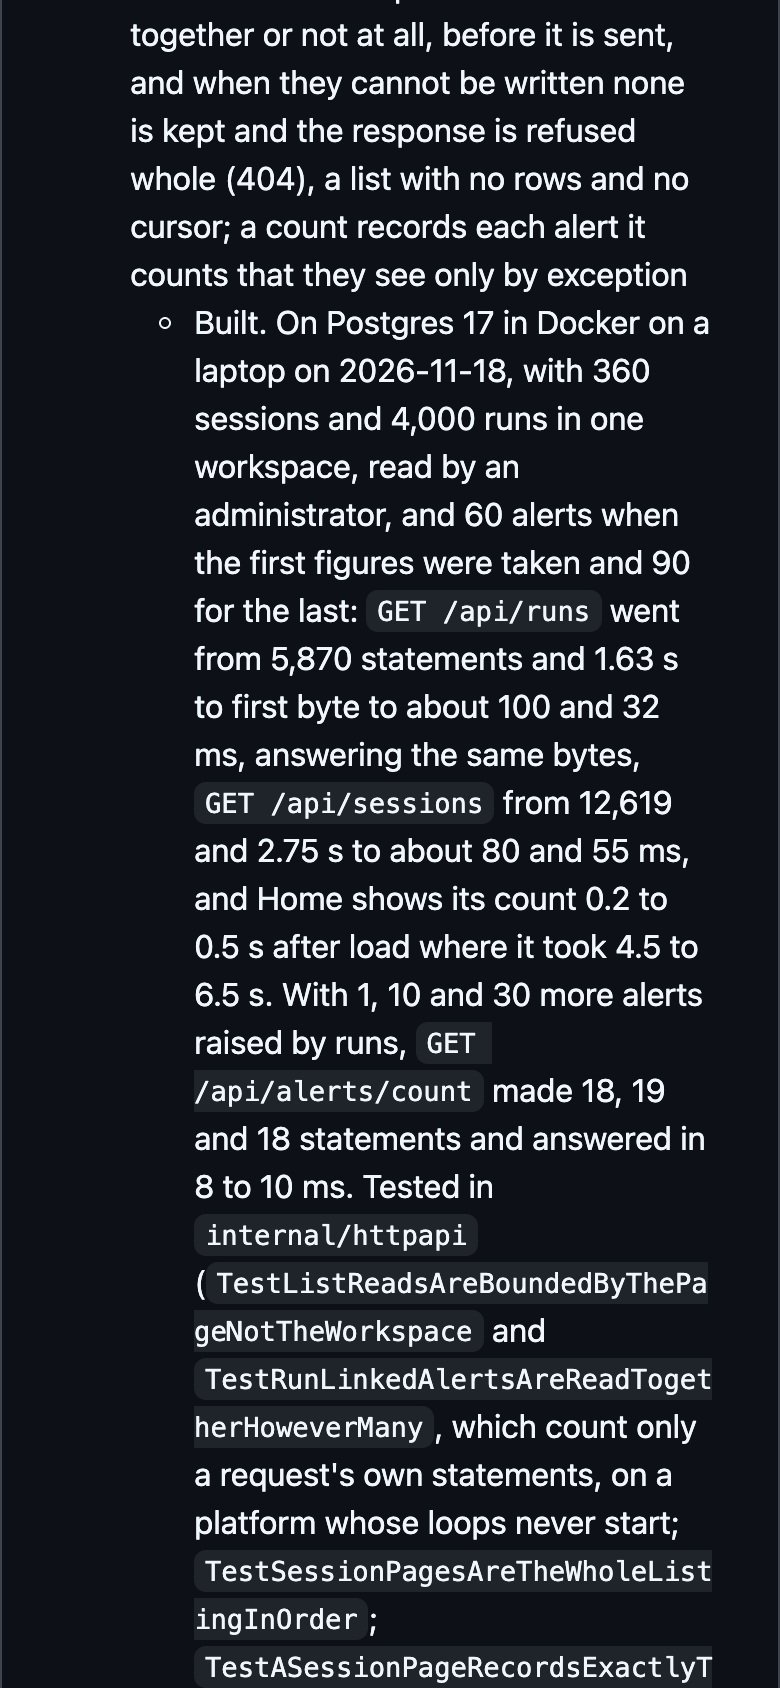 together or not at all, before it is sent,
and when they cannot be written none
is kept and the response is refused
whole (404), a list with no rows and no
cursor; a count records each alert it
counts that they see only by exception
Built. On Postgres 17 in Docker on a
laptop on 2026-11-18, with 360
sessions and 4,000 runs in one
workspace, read by an
administrator, and 60 alerts when
the first figures were taken and 90
for the last: GET /api/runs went
from 5,870 statements and 1.63 s
to first byte to about 100 and 32
ms, answering the same bytes,
GET /api/sessions from 12,619
and 2.75 s to about 80 and 55 ms,
and Home shows its count 0.2 to
0.5 s after load where it took 4.5 to
6.5 s. With 1, 10 and 30 more alerts
raised by runs, GET
/api/alerts/count made 18, 19
and 18 statements and answered in
8 to 10 ms. Tested in
internal/httpapi
(TestListReadsAreBoundedByThePa
geNotTheWorkspace and
TestRunLinkedAlertsAreReadToget
herHoweverMany, which count only
a request's own statements, on a
platform whose loops never start;
TestSessionPagesAreTheWholeList
ingInOrder;
TestASessionPageRecordsExactlyT